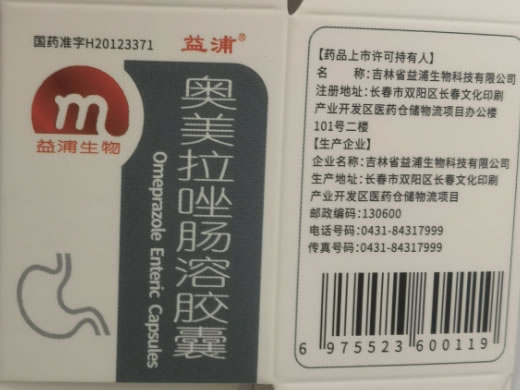 国药准字H20123371
益浦®
m
益浦生物
奥美拉唑肠溶胶囊
Omeprazole Enteric Capsules
【药品上市许可持有人】
名 称:吉林省益浦生物科技有限公司
注册地址:长春市双阳区长春文化印刷
产业开发区医药仓储物流项目办公楼
101号二楼
【生产企业】
企业名称:吉林省益浦生物科技有限公司
生产地址:长春市双阳区长春文化印刷
产业开发区医药仓储物流项目
邮政编码:130600
电话号码:0431-84317999
传真号码:0431-84317999
6 975523 600119